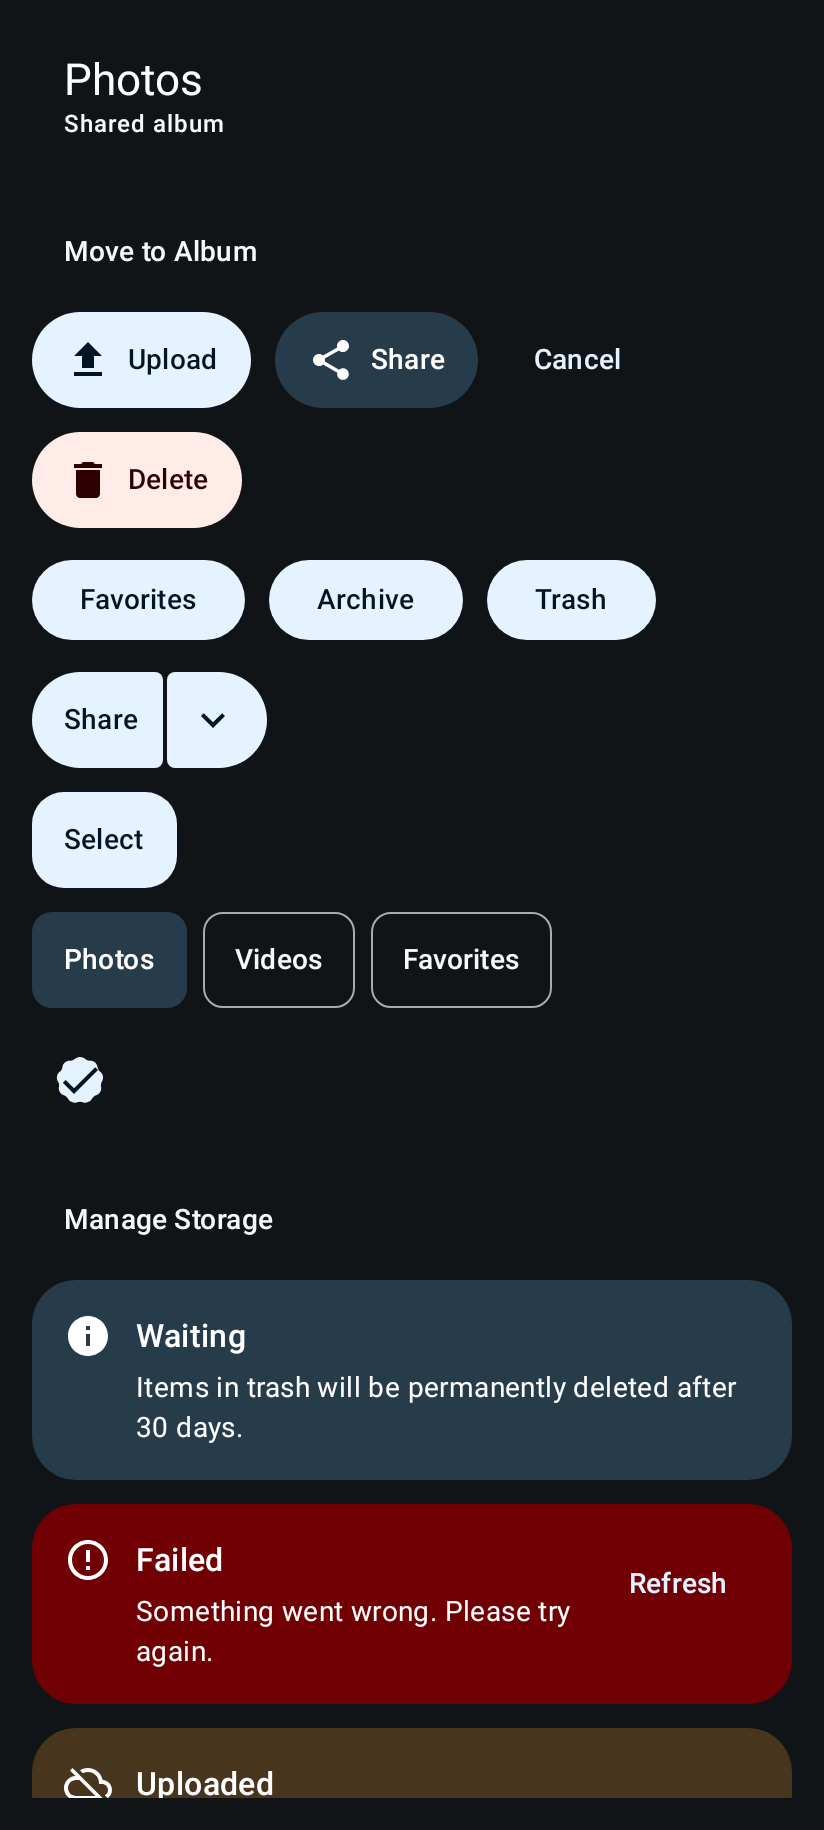 Photos
Shared album
Move to Album
Upload
Share
Cancel
Delete
Favorites
Archive
Trash
Share
Select
Photos
Videos
Favorites
Manage Storage
Waiting
Items in trash will be permanently deleted after
30 days.
Failed
Something went wrong. Please try
again.
Refresh
Uploaded